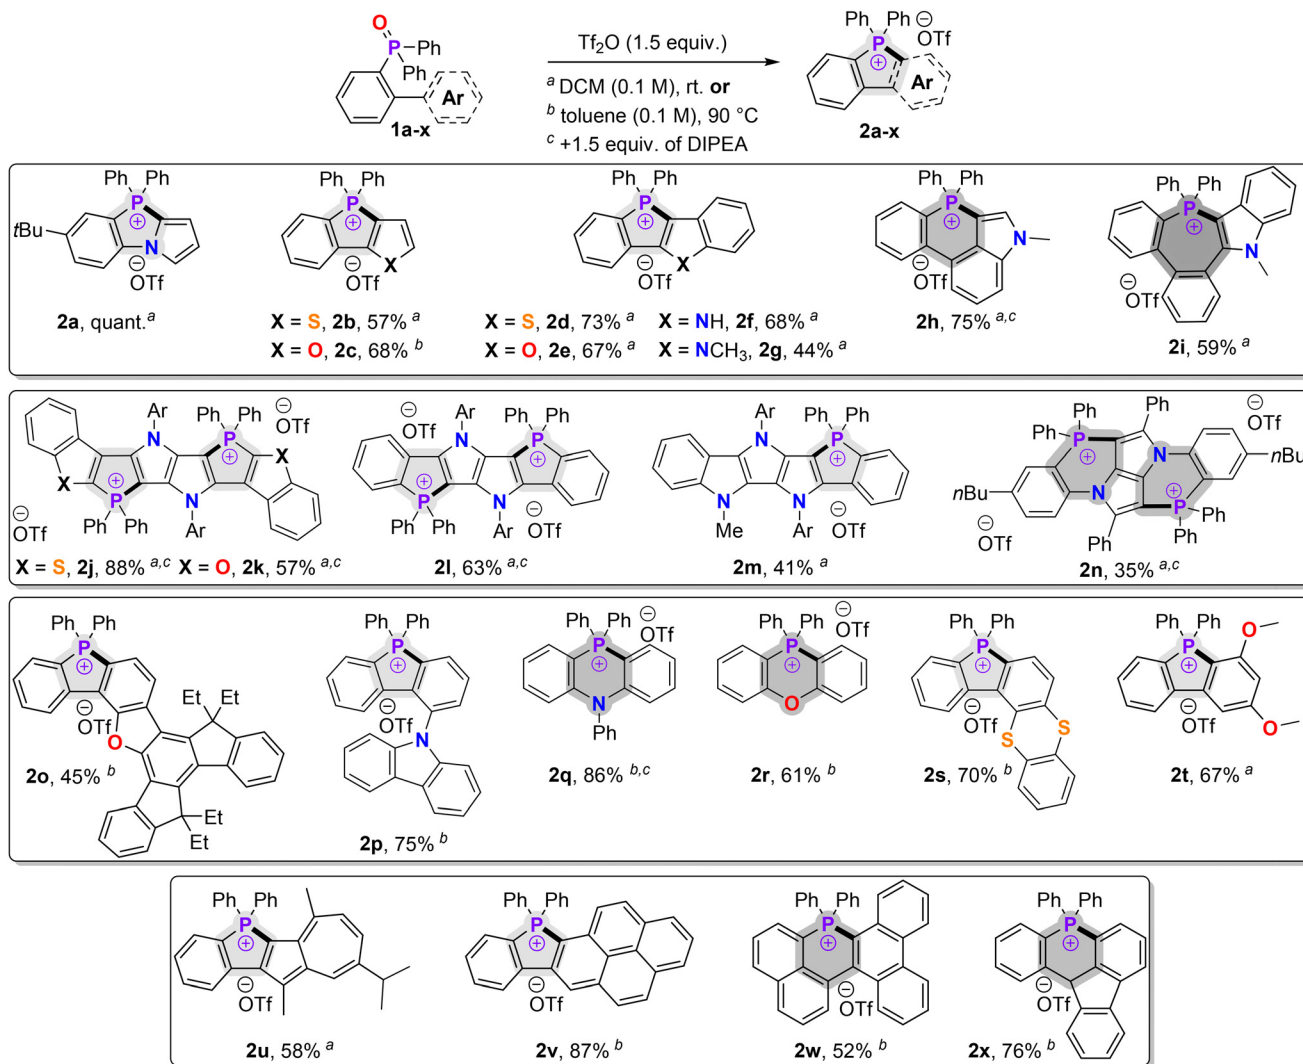 O
P
Ph
Ph
Ar
1a-x
Tf2O (1.5 equiv.)
a DCM (0.1 M), rt. or
b toluene (0.1 M), 90 °C
c +1.5 equiv. of DIPEA
Ph Ph ⊖
OTf
P
⊕
Ar
2a-x
Ph Ph
P
⊕
tBu
N
⊖
OTf
2a, quant.a
Ph Ph
P
⊕
⊖
OTf
X
X = S, 2b, 57% a
X = O, 2c, 68% b
Ph Ph
P
⊕
⊖
OTf
X
X = S, 2d, 73% a X = NH, 2f, 68% a
X = O, 2e, 67% a X = NCH3, 2g, 44% a
Ph Ph
P
⊕
N
⊖
OTf
2h, 75% a,c
Ph Ph
P
⊕
N
⊖
OTf
2i, 59% a
Ar Ph Ph ⊖
OTf
N P
⊕
X
X
⊕
P N
⊖
OTf Ph Ph Ar
X = S, 2j, 88% a,c X = O, 2k, 57% a,c
⊖
OTf
Ar Ph Ph
N P
⊕
⊕
P N
Ph Ph Ar ⊖
OTf
2l, 63% a,c
Ar Ph Ph
N P
⊕
N N
Me Ar ⊖
OTf
2m, 41% a
Ph Ph ⊖
OTf
Ph P
⊕
N
nBu
nBu
N
⊕
P
Ph
Ph
⊖
OTf
Ph
2n, 35% a,c
Ph Ph
P
⊕
⊖
OTf
O
Et Et
Et
Et
2o, 45% b
Ph Ph
P
⊕
⊖
OTf
N
2p, 75% b
Ph Ph ⊖
OTf
P
⊕
N
Ph
2q, 86% b,c
Ph Ph ⊖
OTf
P
⊕
O
2r, 61% b
Ph Ph
P
⊕
⊖
OTf
S
S
2s, 70% b
Ph Ph
O
P
⊕
⊖
OTf
O
2t, 67% a
Ph Ph
P
⊕
⊖
OTf
2u, 58% a
Ph Ph
P
⊕
⊖
OTf
2v, 87% b
Ph Ph
P
⊕
⊖
OTf
2w, 52% b
Ph Ph
P
⊕
⊖
OTf
2x, 76% b